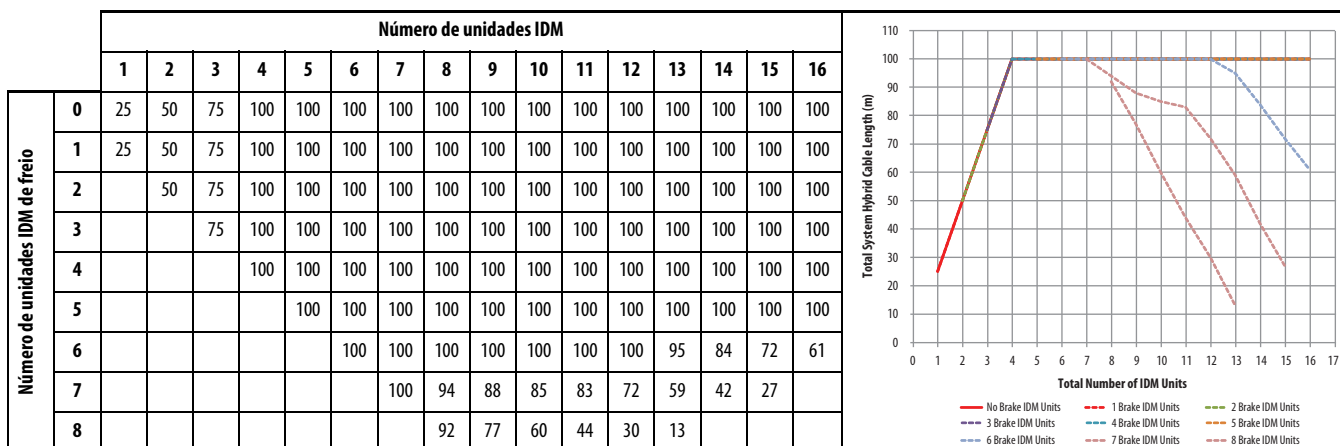 Número de unidades IDM
1 2 3 4 5 6 7 8 9 10 11 12 13 14 15 16
Número de unidades IDM de freio
0 25 50 75 100 100 100 100 100 100 100 100 100 100 100 100 100
1 25 50 75 100 100 100 100 100 100 100 100 100 100 100 100 100
2 50 75 100 100 100 100 100 100 100 100 100 100 100 100 100
3 75 100 100 100 100 100 100 100 100 100 100 100 100 100
4 100 100 100 100 100 100 100 100 100 100 100 100 100
5 100 100 100 100 100 100 100 100 100 100 100 100
6 100 100 100 100 100 100 100 95 84 72 61
7 100 94 88 85 83 72 59 42 27
8 92 77 60 44 30 13
Total System Hybrid Cable Length (m)
110
100
90
80
70
60
50
40
30
20
10
0
0 1 2 3 4 5 6 7 8 9 10 11 12 13 14 15 16 17
Total Number of IDM Units
No Brake IDM Units 1 Brake IDM Units 2 Brake IDM Units
3 Brake IDM Units 4 Brake IDM Units 5 Brake IDM Units
6 Brake IDM Units 7 Brake IDM Units 8 Brake IDM Units